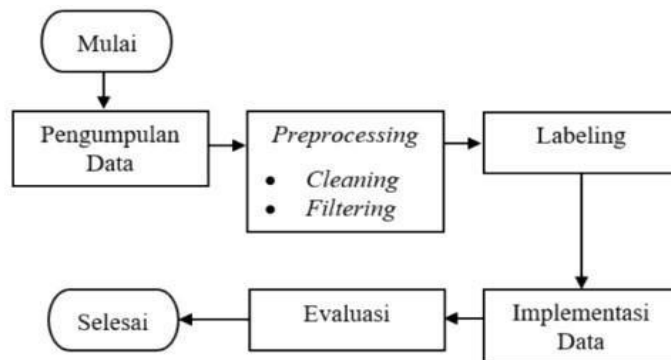 Mulai
Pengumpulan
Data
Preprocessing
• Cleaning
• Filtering
Labeling
Implementasi
Data
Evaluasi
Selesai